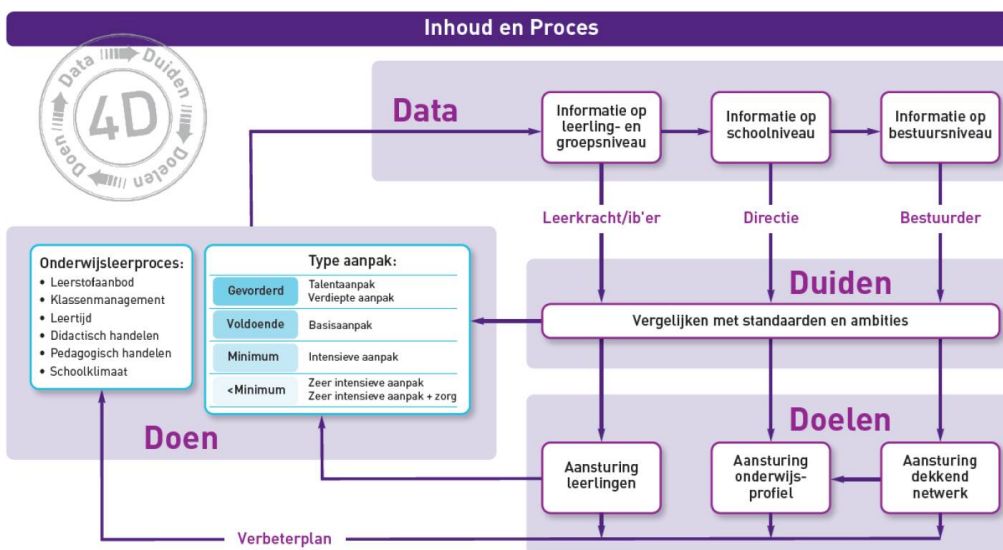 Inhoud en Proces
Data
Duiden
Doelen
Doen
4D
Data
Informatie op
leerling- en
groepsniveau
Informatie op
schoolniveau
Informatie op
bestuursniveau
Leerkracht/ib'er
Directie
Bestuurder
Duiden
Vergelijken met standaarden en ambities
Onderwijsleerproces:
• Leerstofaanbod
• Klassenmanagement
• Leertijd
• Didactisch handelen
• Pedagogisch handelen
• Schoolklimaat
Type aanpak:
Gevorderd
Talentaanpak
Verdiepte aanpak
Voldoende
Basisaanpak
Minimum
Intensieve aanpak
<Minimum
Zeer intensieve aanpak
Zeer intensieve aanpak + zorg
Doen
Doelen
Aansturing
leerlingen
Aansturing
onderwijs-
profiel
Aansturing
dekkend
netwerk
Verbeterplan